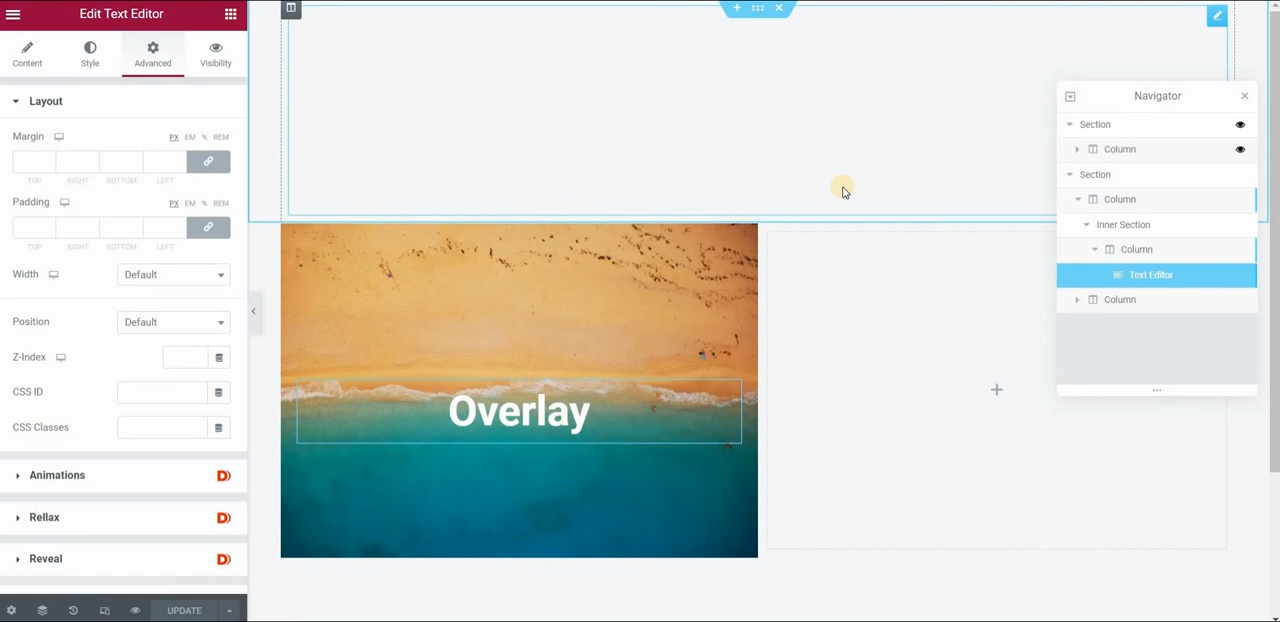 Edit Text Editor
Content
Style
Advanced
Visibility
Layout
Margin
PX EM % REM
TOP RIGHT BOTTOM LEFT
Padding
PX EM % REM
TOP RIGHT BOTTOM LEFT
Width
Default
Position
Default
Z-Index
CSS ID
CSS Classes
Animations
Rellax
Reveal
UPDATE
Overlay
Navigator
Section
Column
Section
Column
Inner Section
Column
Text Editor
Column